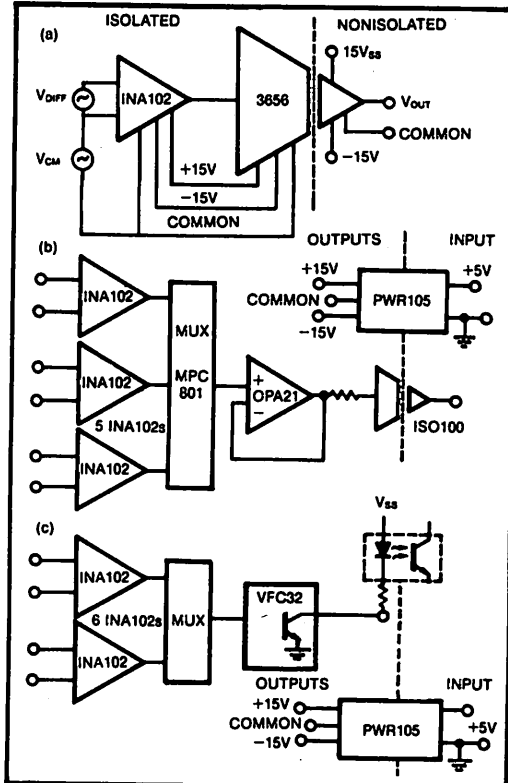 (a)
ISOLATED
NONISOLATED
15Vss
VDIFF
INA102
3656
VOUT
COMMON
VCM
+15V
-15V
-15V
COMMON
(b)
OUTPUTS
INPUT
+15V
+5V
COMMON
PWR105
-15V
INA102
MUX
INA102
MPC
801
+
OPA21
-
ISO100
5 INA102s
INA102
(c)
Vss
INA102
6 INA102s
MUX
VFC32
INA102
OUTPUTS
INPUT
+15V
COMMON
PWR105
+5V
-15V